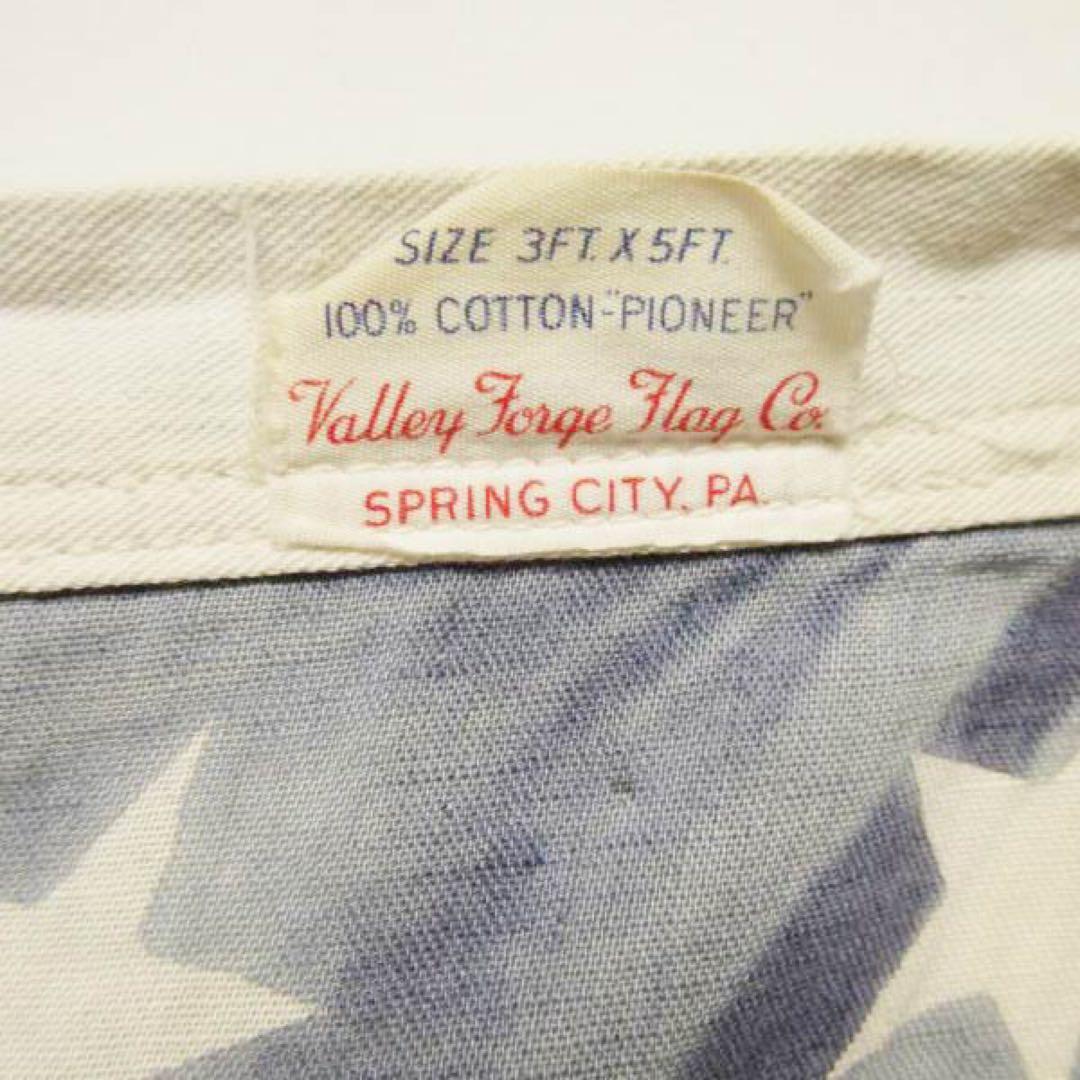 SIZE 3FT. X 5FT.
100% COTTON-"PIONEER"
Valley Forge Flag Co.
SPRING CITY, PA.